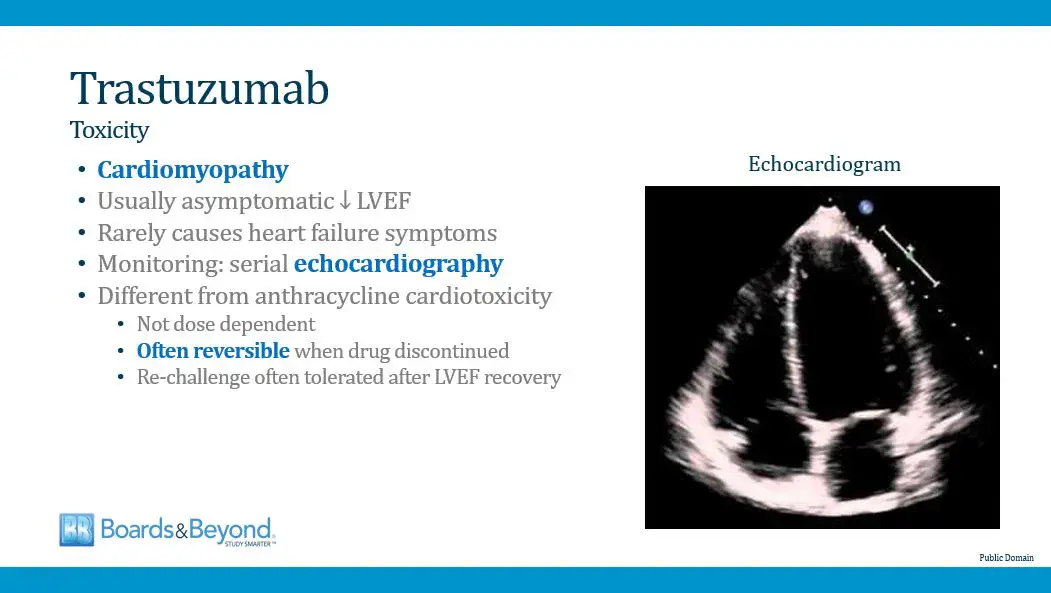 Trastuzumab
Toxicity
• Cardiomyopathy
• Usually asymptomatic ↓ LVEF
• Rarely causes heart failure symptoms
• Monitoring: serial echocardiography
• Different from anthracycline cardiotoxicity
• Not dose dependent
• Often reversible when drug discontinued
• Re-challenge often tolerated after LVEF recovery
Echocardiogram
BB Boards&Beyond.
STUDY SMARTER™
Public Domain